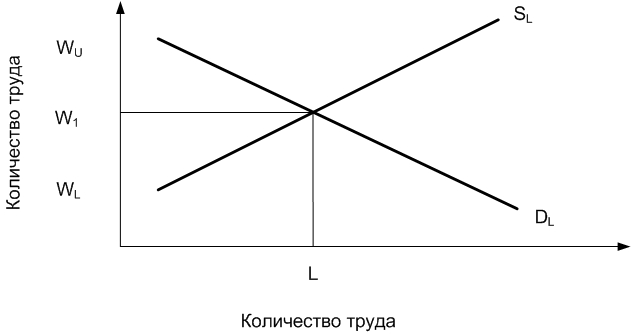 S_L
W_U
Количество труда
W_1
W_L
D_L
L
Количество труда